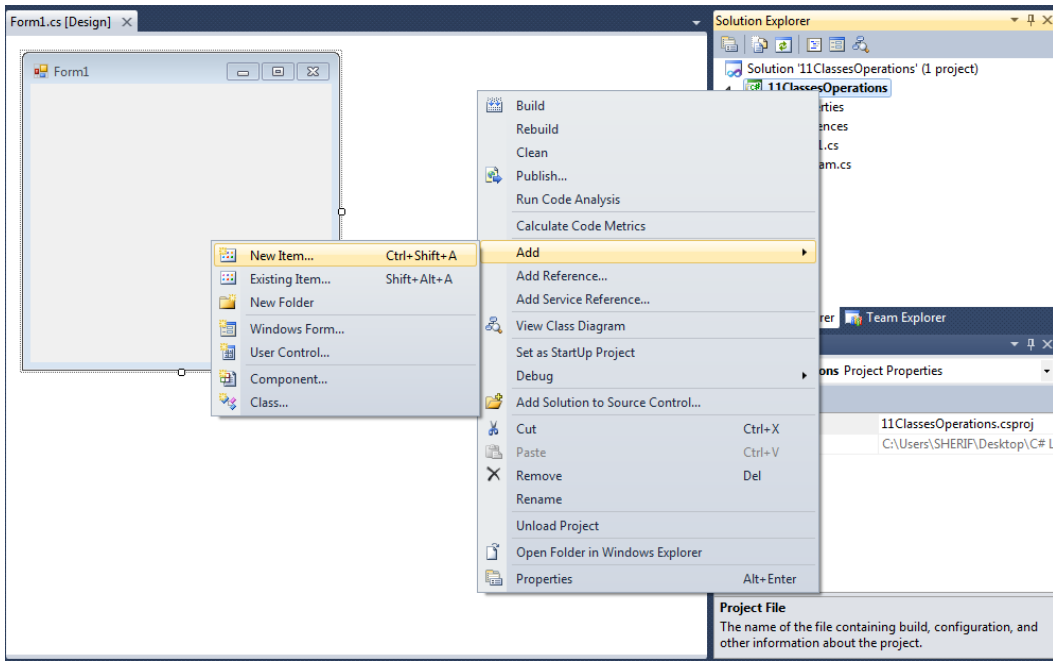 Form1.cs [Design]
Form1
Solution Explorer
Solution '11ClassesOperations' (1 project)
11ClassesOperations
rties
ences
1.cs
am.cs
Build
Rebuild
Clean
Publish...
Run Code Analysis
Calculate Code Metrics
Add
Add Reference...
Add Service Reference...
View Class Diagram
Set as StartUp Project
Debug
Add Solution to Source Control...
Cut Ctrl+X
Paste Ctrl+V
Remove Del
Rename
Unload Project
Open Folder in Windows Explorer
Properties Alt+Enter
New Item... Ctrl+Shift+A
Existing Item... Shift+Alt+A
New Folder
Windows Form...
User Control...
Component...
Class...
rer Team Explorer
ons Project Properties
11ClassesOperations.csproj
C:\Users\SHERIF\Desktop\C# L
Project File
The name of the file containing build, configuration, and
other information about the project.